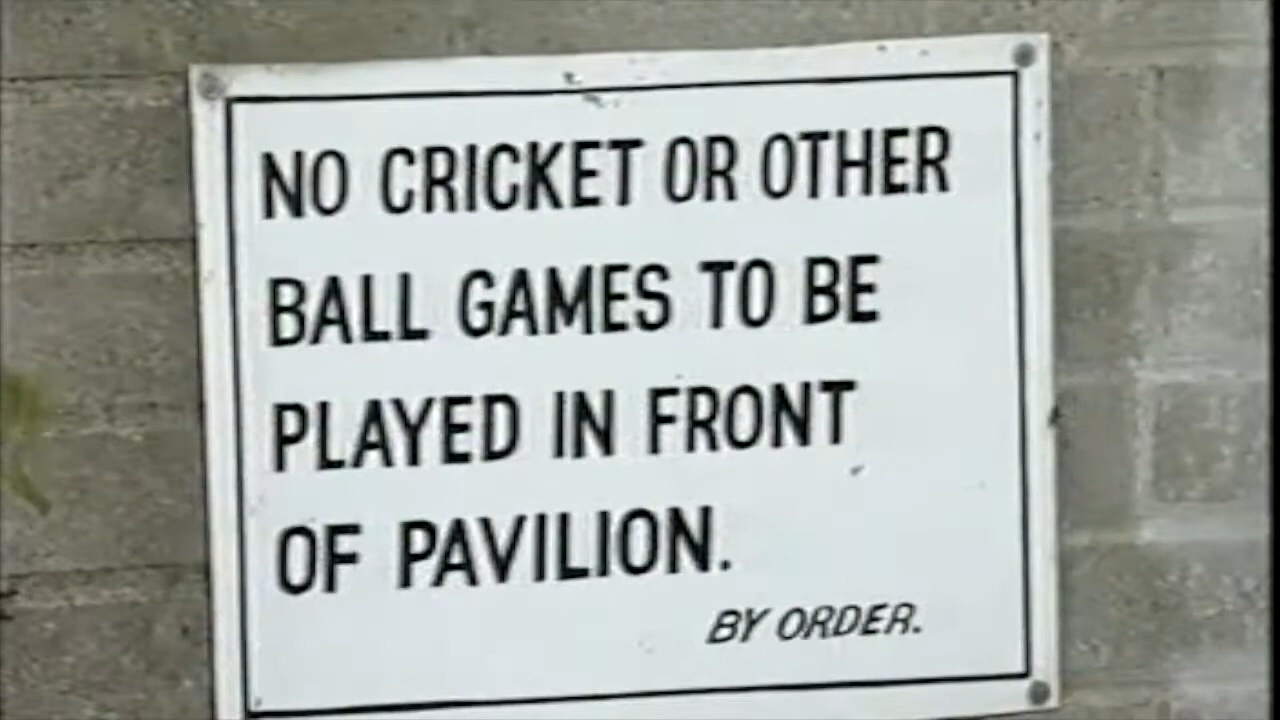 NO CRICKET OR OTHER
BALL GAMES TO BE
PLAYED IN FRONT
OF PAVILION.
BY ORDER.